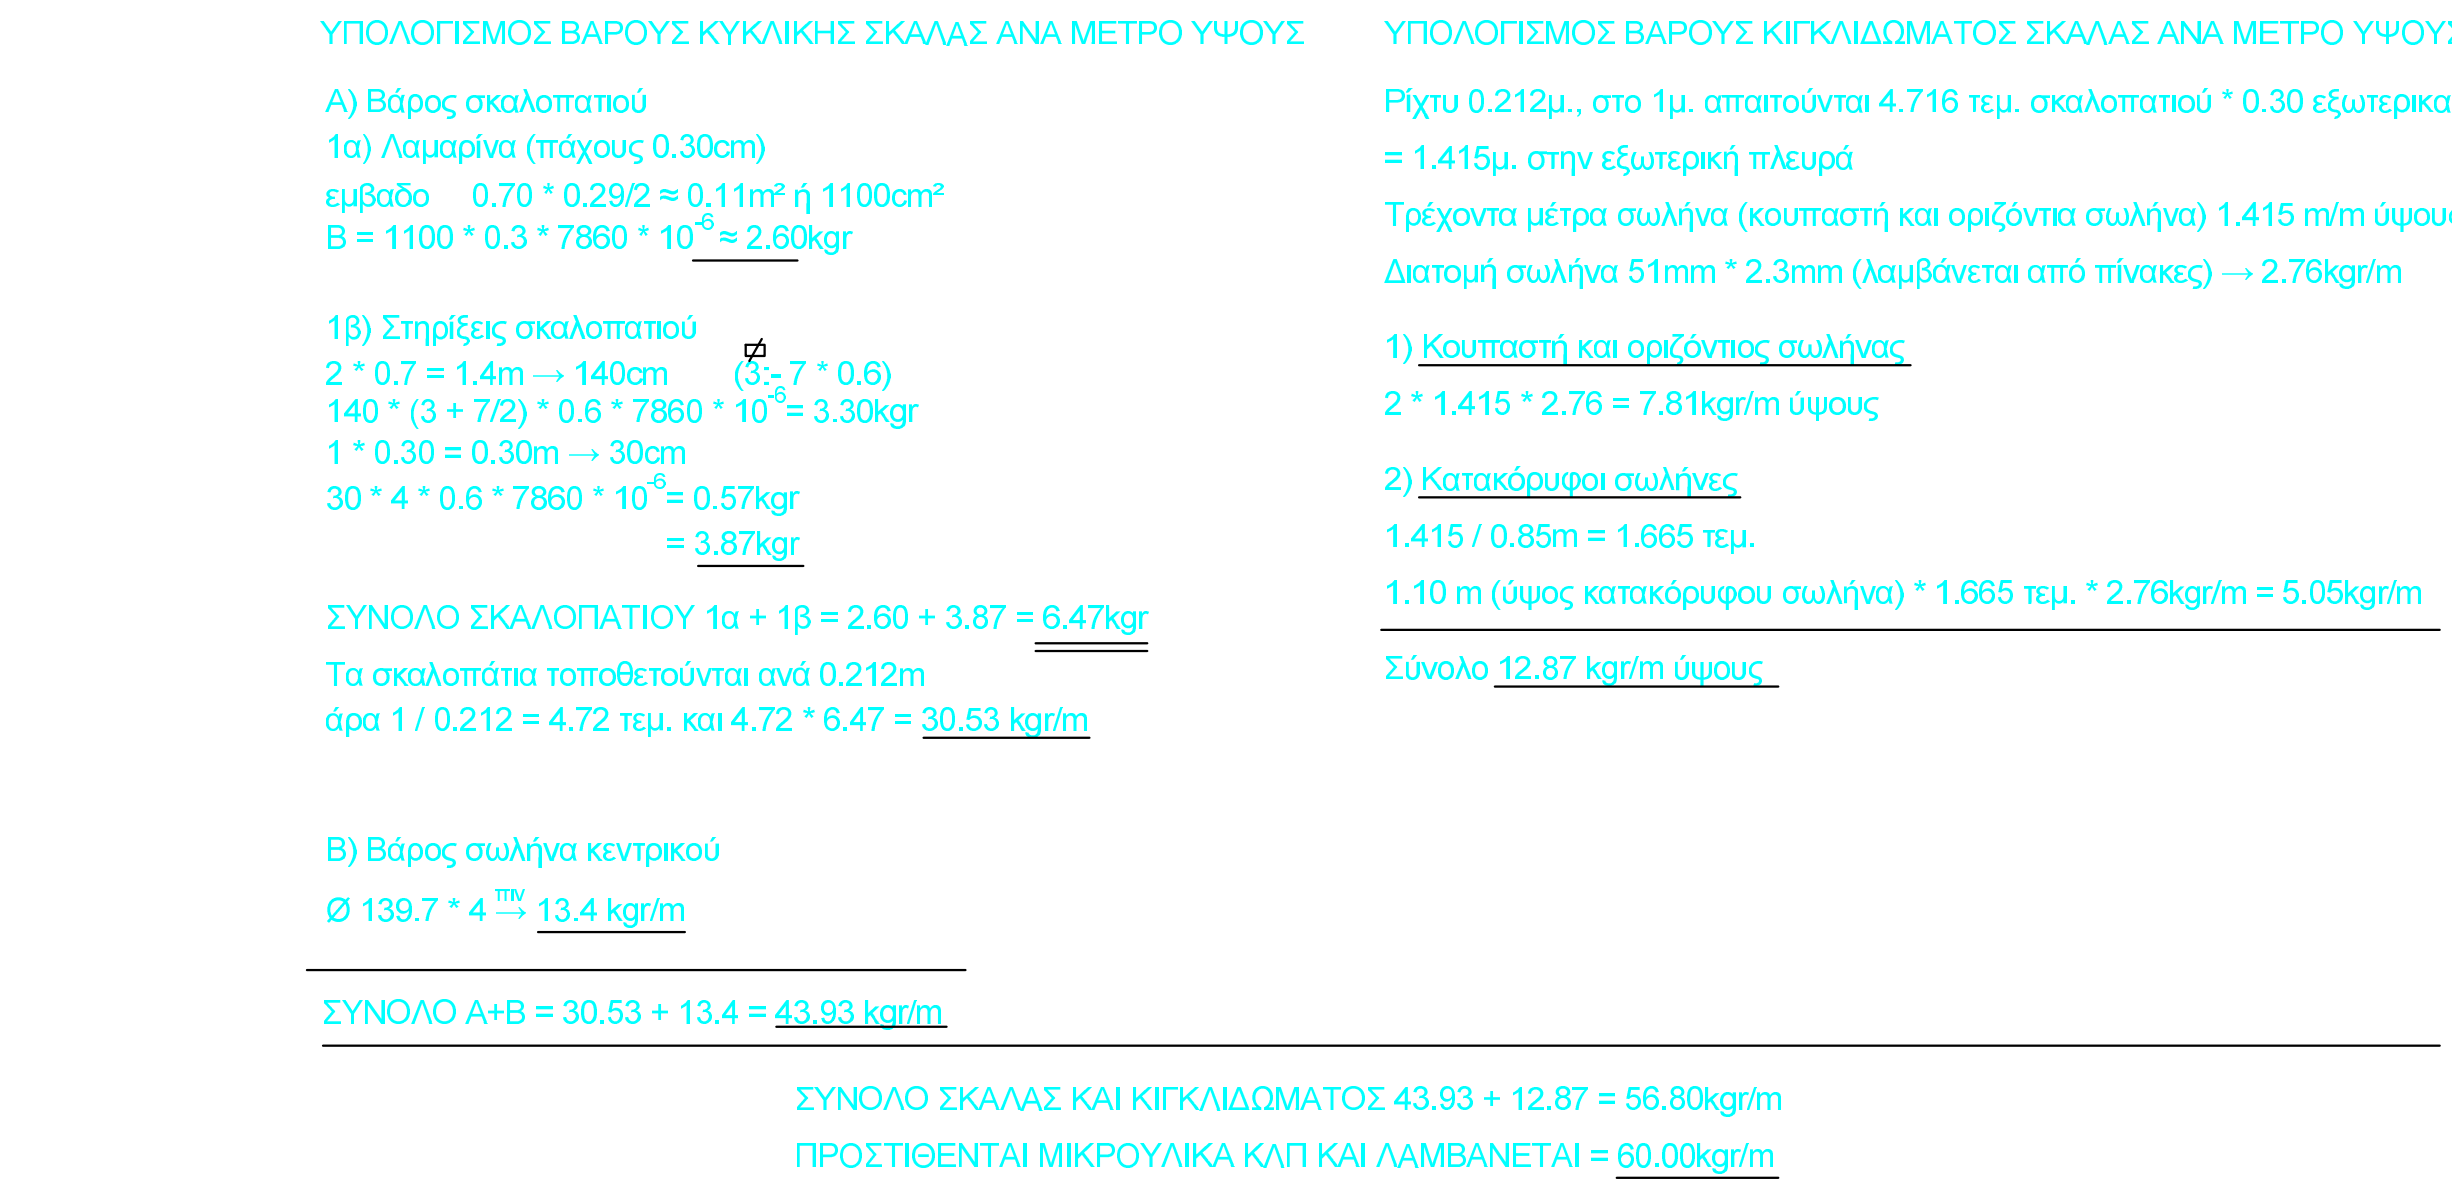 ΥΠΟΛΟΓΙΣΜΟΣ ΒΑΡΟΥΣ ΚΥΚΛΙΚΗΣ ΣΚΑΛΑΣ ΑΝΑ ΜΕΤΡΟ ΥΨΟΥΣ
Α) Βάρος σκαλοπατιού
1α) Λαμαρίνα (πάχους 0.30cm)
εμβαδο 0.70 * 0.29/2 ≈ 0.11m² ή 1100cm²
Β = 1100 * 0.3 * 7860 * 10⁻⁶ ≈ 2.60kgr
1β) Στηρίξεις σκαλοπατιού
2 * 0.7 = 1.4m → 140cm (3:- 7 * 0.6)
140 * (3 + 7/2) * 0.6 * 7860 * 10⁻⁶ = 3.30kgr
1 * 0.30 = 0.30m → 30cm
30 * 4 * 0.6 * 7860 * 10⁻⁶ = 0.57kgr
= 3.87kgr
ΣΥΝΟΛΟ ΣΚΑΛΟΠΑΤΙΟΥ 1α + 1β = 2.60 + 3.87 = 6.47kgr
Τα σκαλοπάτια τοποθετούνται ανά 0.212m
άρα 1 / 0.212 = 4.72 τεμ. και 4.72 * 6.47 = 30.53 kgr/m
Β) Βάρος σωλήνα κεντρικού
Ø 139.7 * 4 πιν → 13.4 kgr/m
ΣΥΝΟΛΟ Α+Β = 30.53 + 13.4 = 43.93 kgr/m
ΥΠΟΛΟΓΙΣΜΟΣ ΒΑΡΟΥΣ ΚΙΓΚΛΙΔΩΜΑΤΟΣ ΣΚΑΛΑΣ ΑΝΑ ΜΕΤΡΟ ΥΨΟΥΣ
Ρίχτυ 0.212μ., στο 1μ. απαιτούνται 4.716 τεμ. σκαλοπατιού * 0.30 εξωτερικα
= 1.415μ. στην εξωτερική πλευρά
Τρέχοντα μέτρα σωλήνα (κουπαστή και οριζόντια σωλήνα) 1.415 m/m ύψους
Διατομή σωλήνα 51mm * 2.3mm (λαμβάνεται από πίνακες) → 2.76kgr/m
1) Κουπαστή και οριζόντιος σωλήνας
2 * 1.415 * 2.76 = 7.81kgr/m ύψους
2) Κατακόρυφοι σωλήνες
1.415 / 0.85m = 1.665 τεμ.
1.10 m (ύψος κατακόρυφου σωλήνα) * 1.665 τεμ. * 2.76kgr/m = 5.05kgr/m
Σύνολο 12.87 kgr/m ύψους
ΣΥΝΟΛΟ ΣΚΑΛΑΣ ΚΑΙ ΚΙΓΚΛΙΔΩΜΑΤΟΣ 43.93 + 12.87 = 56.80kgr/m
ΠΡΟΣΤΙΘΕΝΤΑΙ ΜΙΚΡΟΥΛΙΚΑ ΚΛΠ ΚΑΙ ΛΑΜΒΑΝΕΤΑΙ = 60.00kgr/m